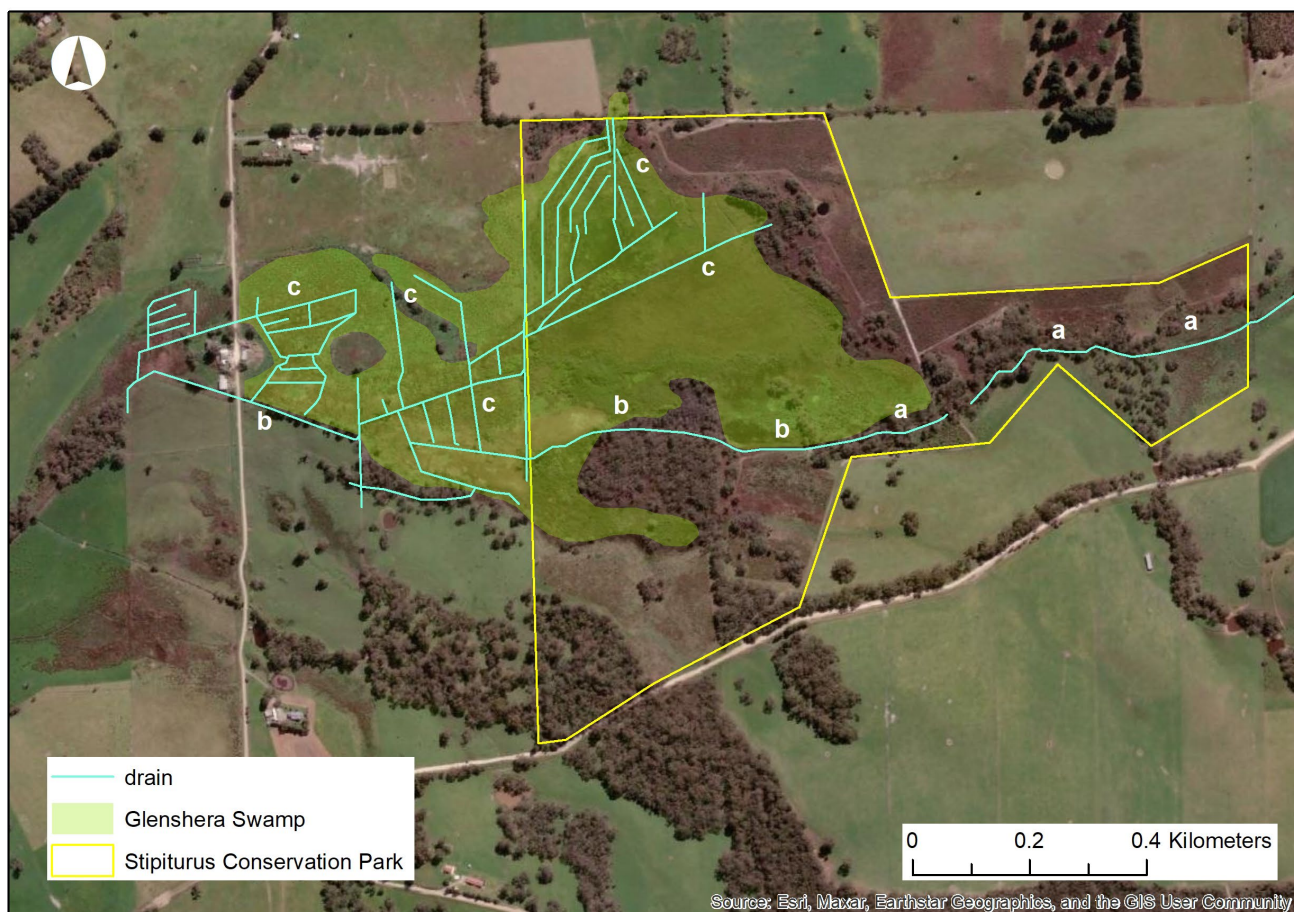 c
c
c
c
a
a
c
b
b
b
a
drain
Glenshera Swamp
Stipiturus Conservation Park
0 0.2 0.4 Kilometers
Source: Esri, Maxar, Earthstar Geographics, and the GIS User Community